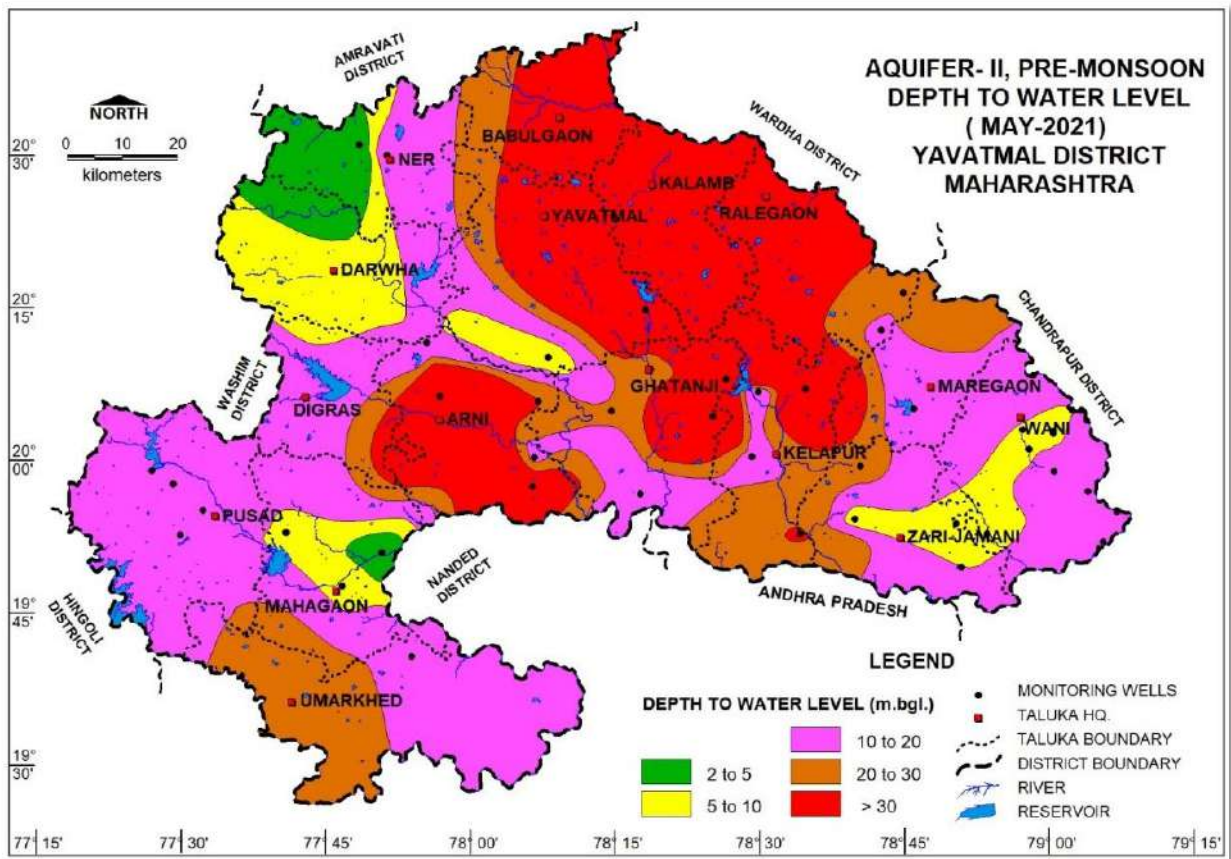 AQUIFER- II, PRE-MONSOON
DEPTH TO WATER LEVEL
( MAY-2021)
YAVATMAL DISTRICT
MAHARASHTRA
AMRAVATI
DISTRICT
NORTH
0 10 20
kilometers
WARDHA DISTRICT
BABULGAON
NER
KALAMB
RALEGAON
YAVATMAL
DARWHA
CHANDRAPUR DISTRICT
WASHIM
DISTRICT
GHATANJI
MAREGAON
DIGRAS
ARNI
WANI
KELAPUR
PUSAD
ZARI-JAMANI
NANDED
DISTRICT
MAHAGAON
ANDHRA PRADESH
HINGOLI
DISTRICT
UMARKHED
LEGEND
DEPTH TO WATER LEVEL (m.bgl.)
2 to 5
5 to 10
10 to 20
20 to 30
> 30
MONITORING WELLS
TALUKA HQ.
TALUKA BOUNDARY
DISTRICT BOUNDARY
RIVER
RESERVOIR
20°
30'
20°
15'
20°
00'
19°
45'
19°
30'
77° 15' 77° 30' 77° 45' 78° 00' 78° 15' 78° 30' 78° 45' 79° 00' 79° 15'